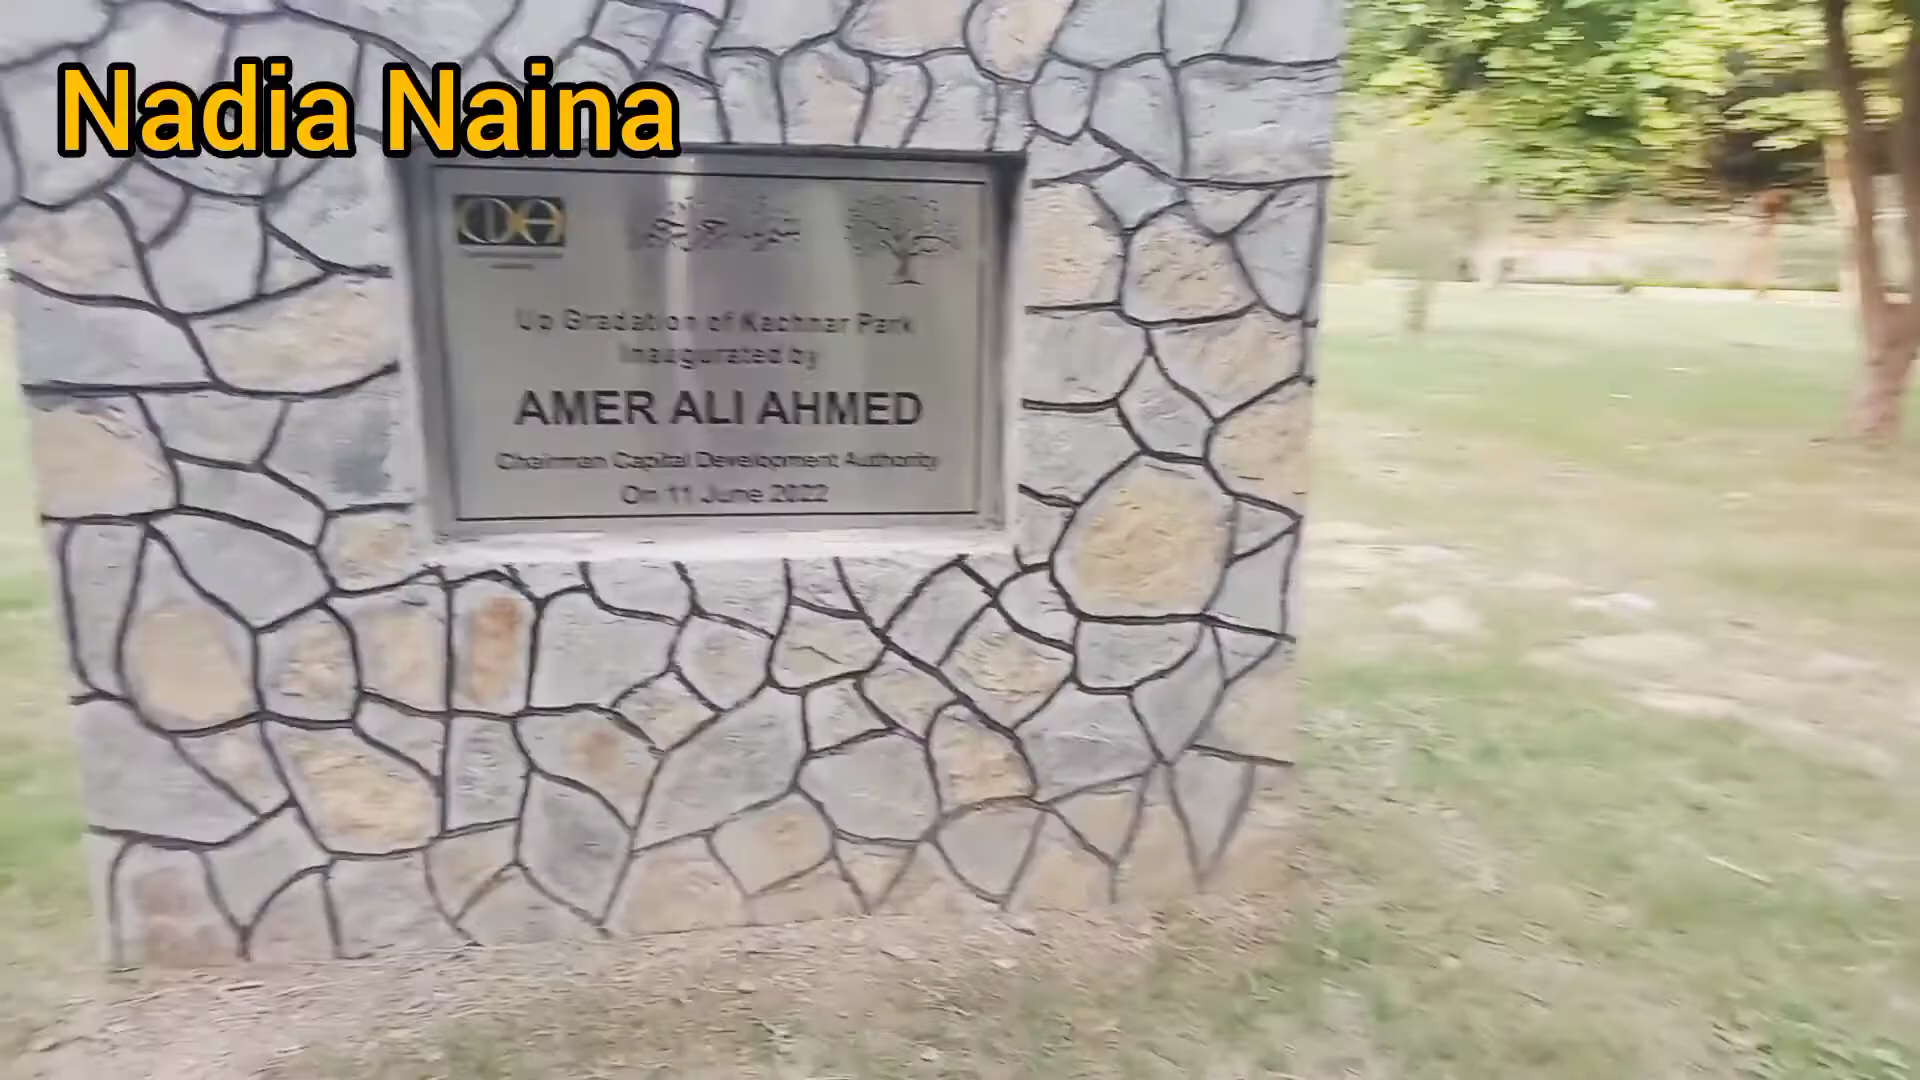 Nadia Naina
CDA
Up Gradation of Kachnar Park
Inaugurated by
AMER ALI AHMED
Chairman Capital Development Authority
On 11 June 2022